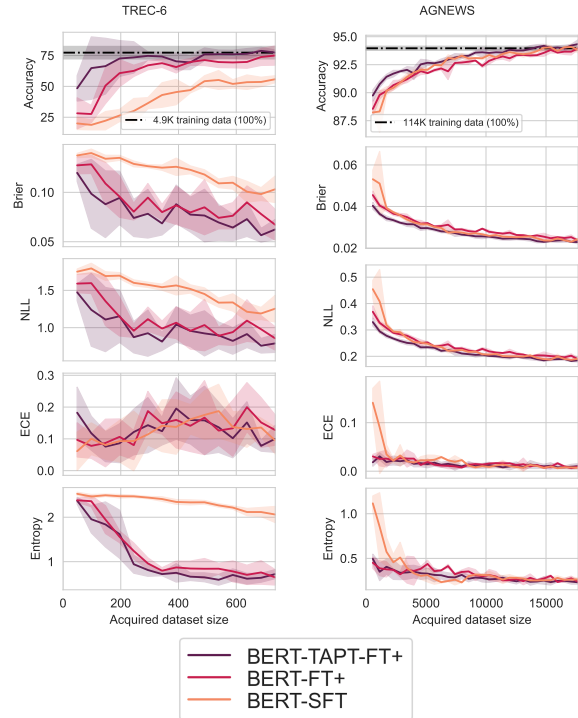 TREC-6
AGNEWS
Accuracy
75
50
25
4.9K training data (100%)
Accuracy
95.0
92.5
90.0
87.5
114K training data (100%)
Brier
0.10
0.05
Brier
0.06
0.04
0.02
NLL
1.5
1.0
NLL
0.5
0.4
0.3
0.2
ECE
0.3
0.2
0.1
0.0
ECE
0.1
0.0
Entropy
2
1
Entropy
1.0
0.5
0 200 400 600
0 5000 10000 15000
Acquired dataset size
Acquired dataset size
BERT-TAPT-FT+
BERT-FT+
BERT-SFT